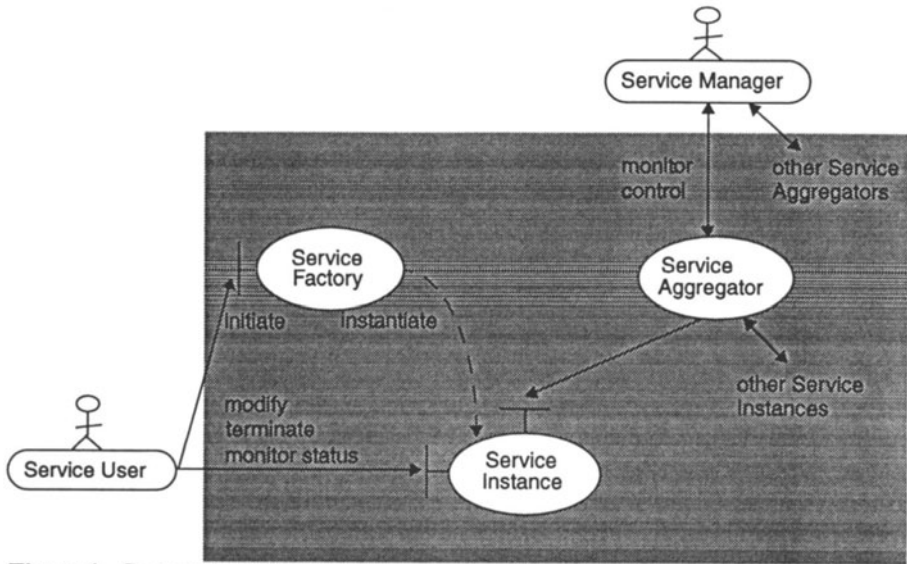 Service Manager
monitor
control
other Service
Aggregators
Service
Factory
Service
Aggregator
initiate
instantiate
other Service
Instances
modify
terminate
monitor status
Service User
Service
Instance